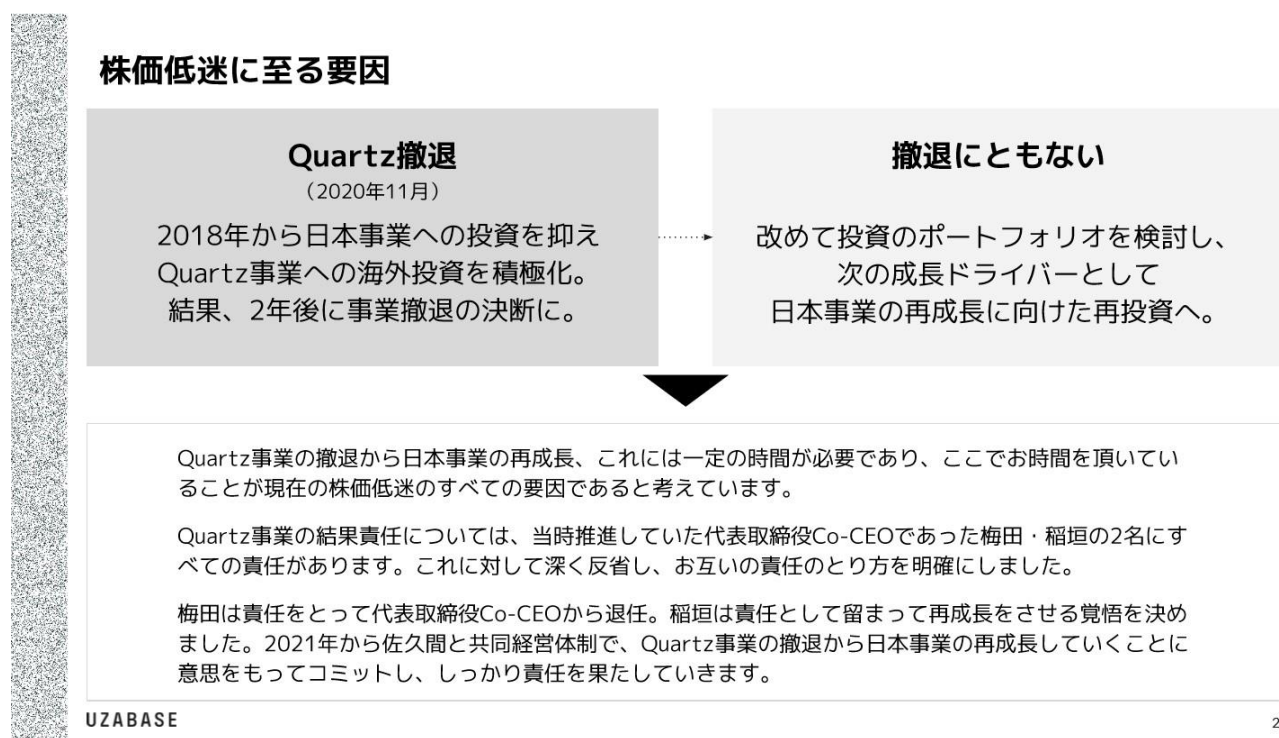 株価低迷に至る要因
Quartz撤退
（2020年11月）
2018年から日本事業への投資を抑え
Quartz事業への海外投資を積極化。
結果、2年後に事業撤退の決断に。
撤退にともない
改めて投資のポートフォリオを検討し、
次の成長ドライバーとして
日本事業の再成長に向けた再投資へ。
Quartz事業の撤退から日本事業の再成長、これには一定の時間が必要であり、ここでお時間を頂いてい
ることが現在の株価低迷のすべての要因であると考えています。
Quartz事業の結果責任については、当時推進していた代表取締役Co-CEOであった梅田・稲垣の2名にす
べての責任があります。これに対して深く反省し、お互いの責任のとり方を明確にしました。
梅田は責任をとって代表取締役Co-CEOから退任。稲垣は責任として留まって再成長をさせる覚悟を決め
ました。2021年から佐久間と共同経営体制で、Quartz事業の撤退から日本事業の再成長していくことに
意思をもってコミットし、しっかり責任を果たしていきます。
UZABASE
2